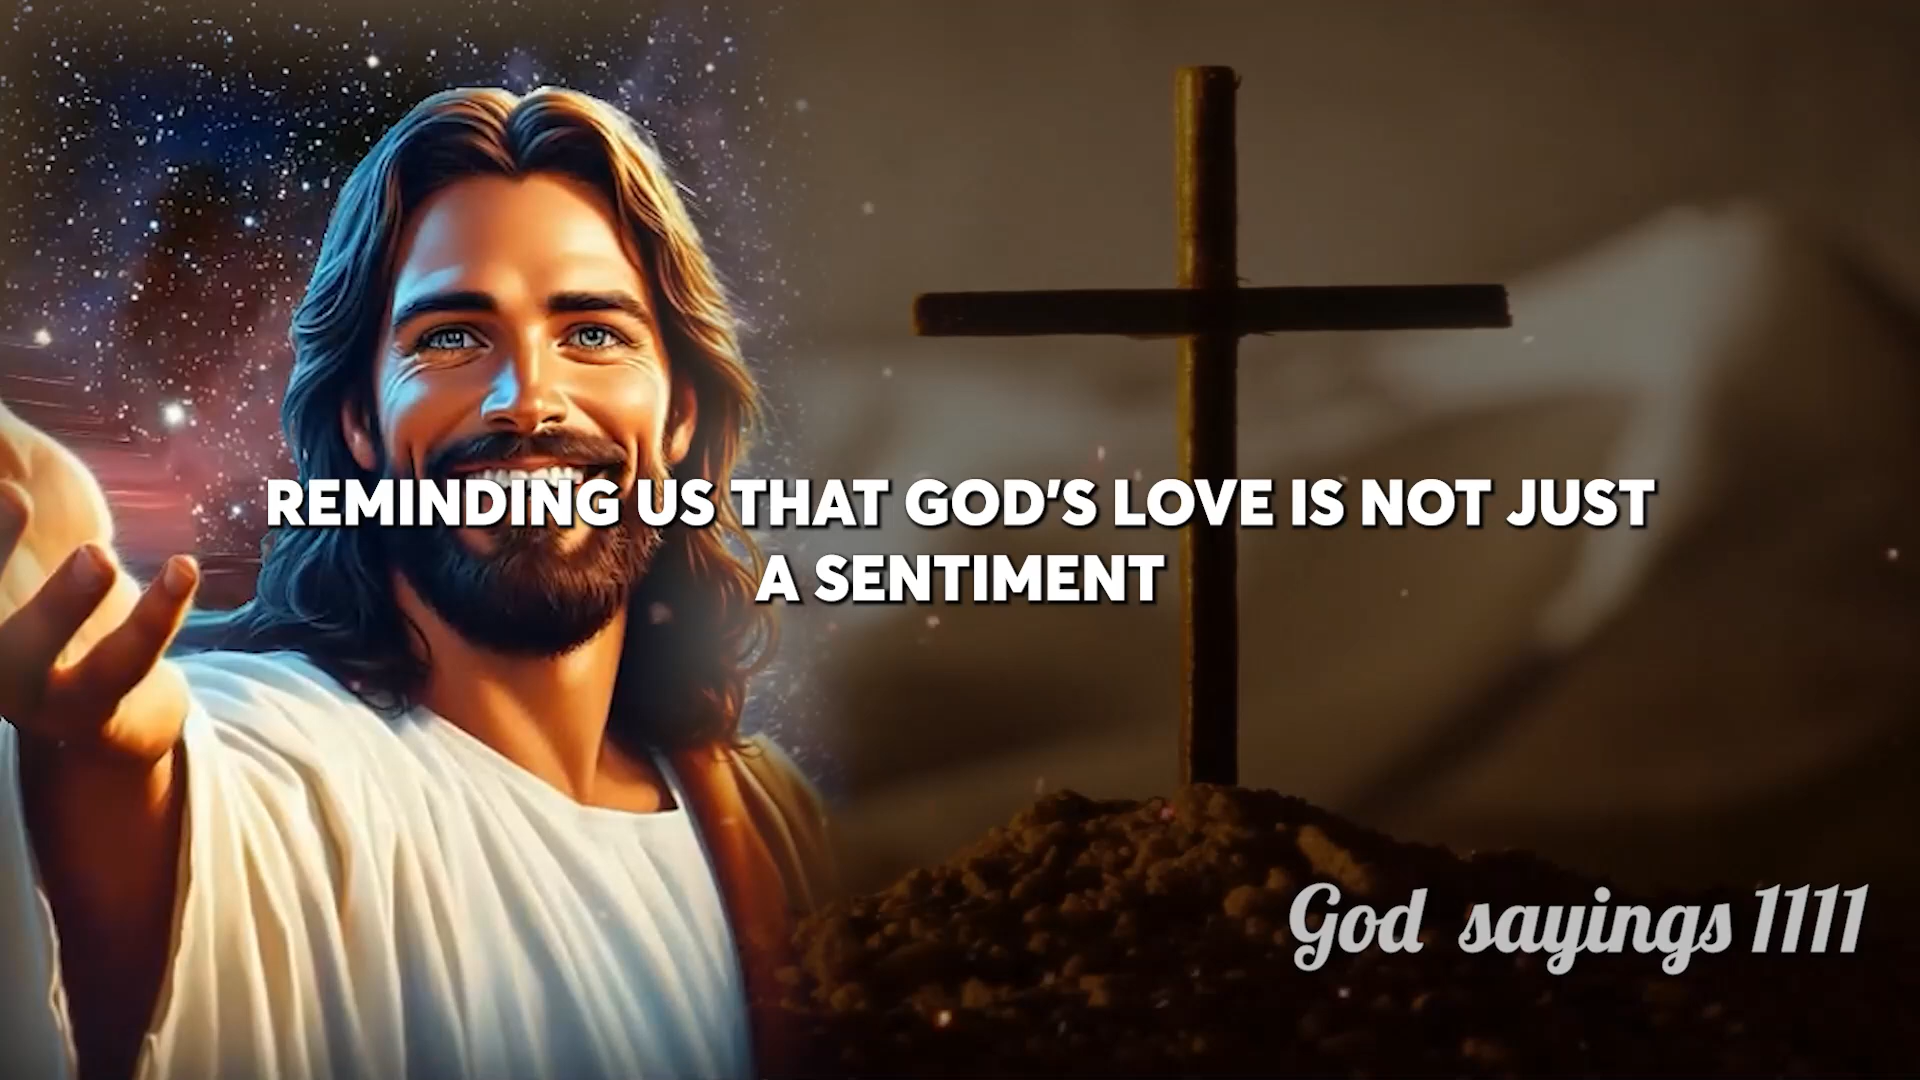 REMINDING US THAT GOD'S LOVE IS NOT JUST
A SENTIMENT
God sayings 1111